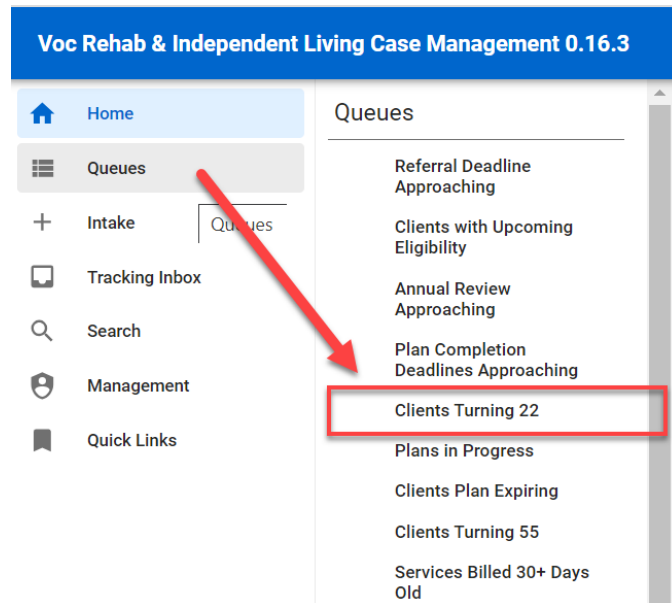 Voc Rehab & Independent Living Case Management 0.16.3
Home
Queues
Intake
Queues
Tracking Inbox
Search
Management
Quick Links
Queues
Referral Deadline
Approaching
Clients with Upcoming
Eligibility
Annual Review
Approaching
Plan Completion
Deadlines Approaching
Clients Turning 22
Plans in Progress
Clients Plan Expiring
Clients Turning 55
Services Billed 30+ Days
Old